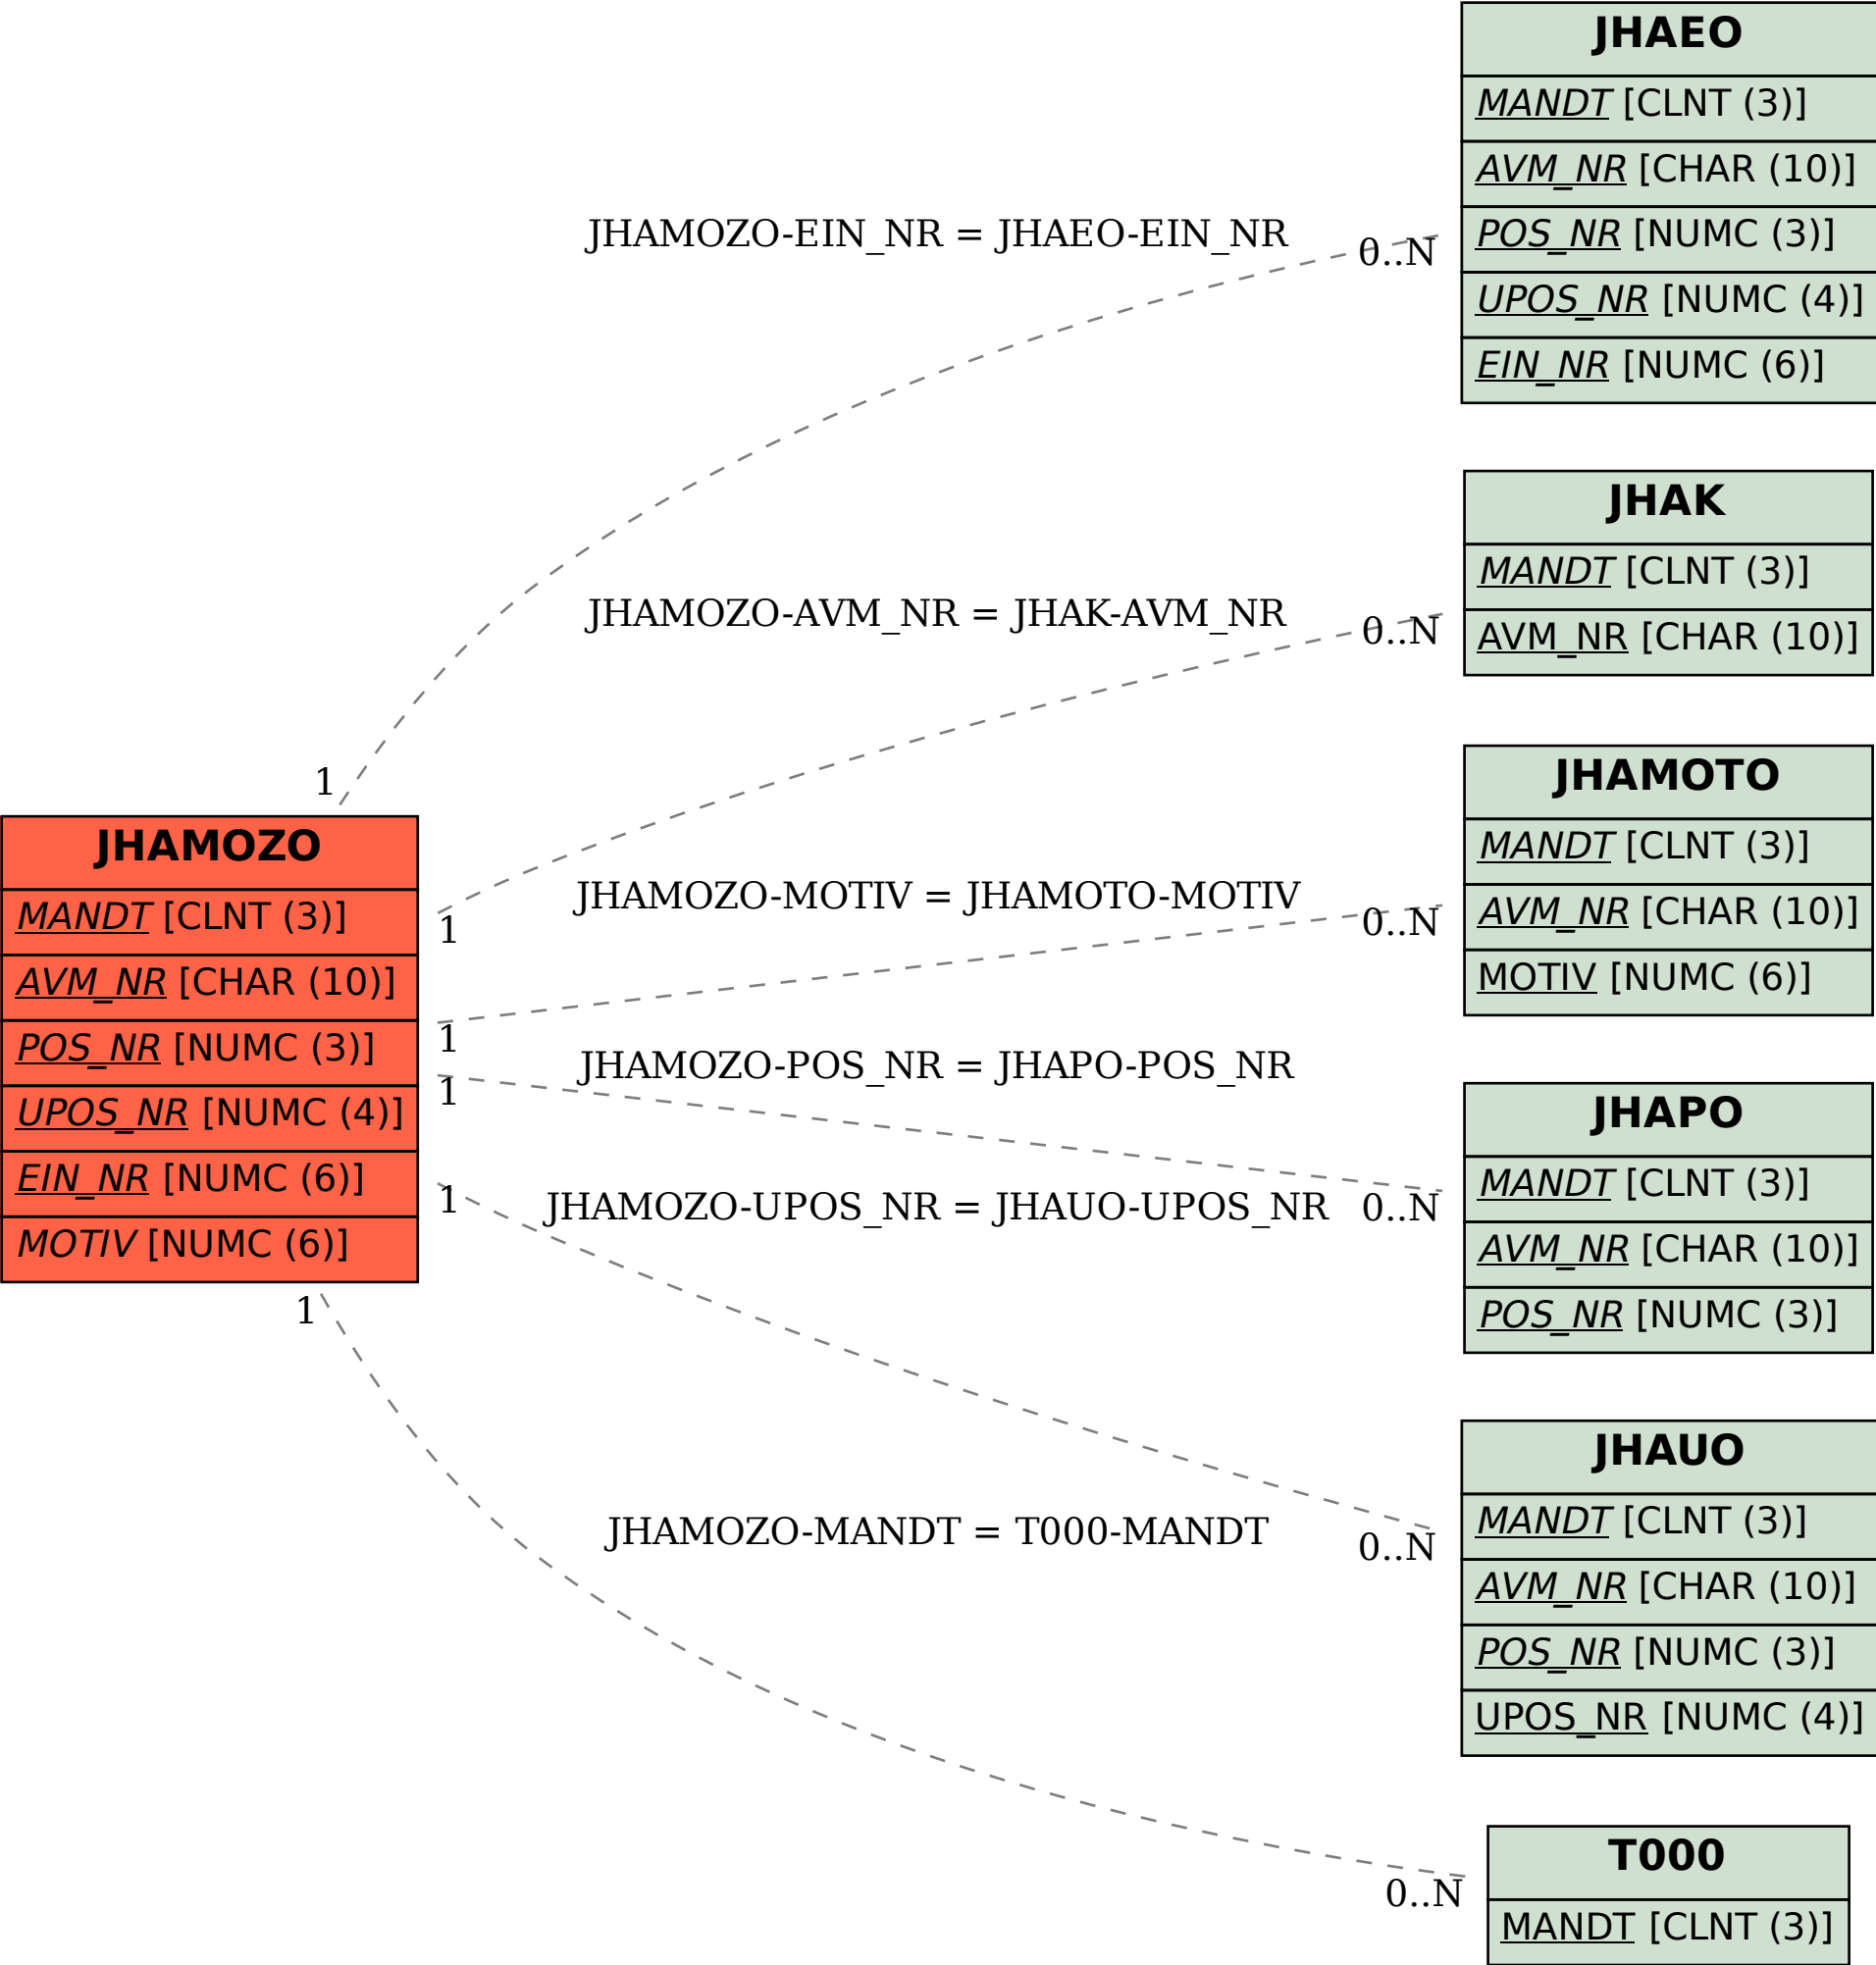 JHAEO
MANDT [CLNT (3)]
AVM_NR [CHAR (10)]
POS_NR [NUMC (3)]
UPOS_NR [NUMC (4)]
EIN_NR [NUMC (6)]
JHAMOZO-EIN_NR = JHAEO-EIN_NR
0..N
1
JHAK
MANDT [CLNT (3)]
AVM_NR [CHAR (10)]
JHAMOZO-AVM_NR = JHAK-AVM_NR
0..N
1
JHAMOTO
MANDT [CLNT (3)]
AVM_NR [CHAR (10)]
MOTIV [NUMC (6)]
JHAMOZO-MOTIV = JHAMOTO-MOTIV
0..N
1
JHAMOZO
MANDT [CLNT (3)]
AVM_NR [CHAR (10)]
POS_NR [NUMC (3)]
UPOS_NR [NUMC (4)]
EIN_NR [NUMC (6)]
MOTIV [NUMC (6)]
JHAMOZO-POS_NR = JHAPO-POS_NR
1
0..N
JHAPO
MANDT [CLNT (3)]
AVM_NR [CHAR (10)]
POS_NR [NUMC (3)]
JHAMOZO-UPOS_NR = JHAUO-UPOS_NR
1
0..N
JHAUO
MANDT [CLNT (3)]
AVM_NR [CHAR (10)]
POS_NR [NUMC (3)]
UPOS_NR [NUMC (4)]
1
JHAMOZO-MANDT = T000-MANDT
0..N
T000
MANDT [CLNT (3)]